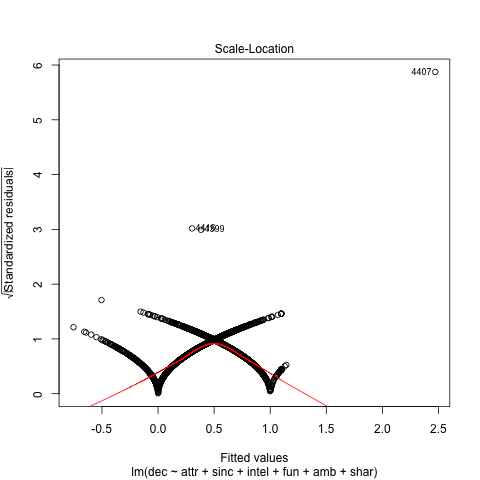 Scale-Location
√|Standardized residuals|
6
5
4
3
2
1
0
4407
-0.5 0.0 0.5 1.0 1.5 2.0 2.5
Fitted values
lm(dec ~ attr + sinc + intel + fun + amb + shar)